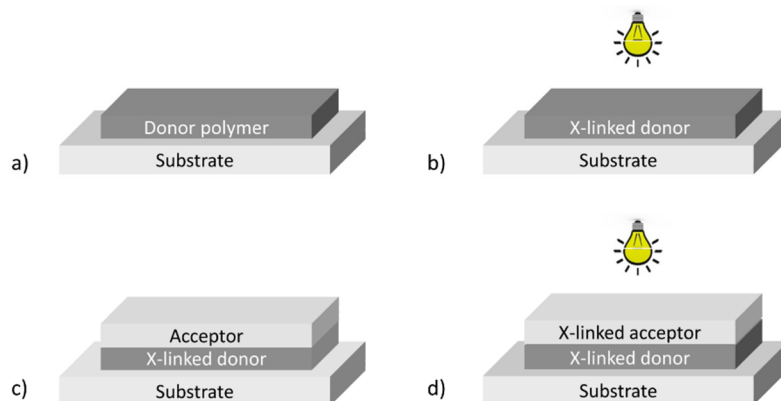 Donor polymer
Substrate
a)
X-linked donor
Substrate
b)
Acceptor
X-linked donor
Substrate
c)
X-linked acceptor
X-linked donor
Substrate
d)